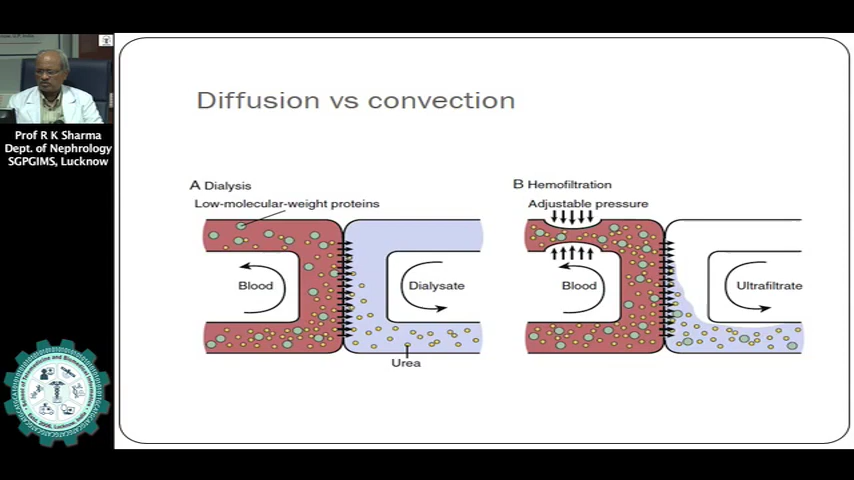 Prof R K Sharma
Dept. of Nephrology
SGPGIMS, Lucknow
Diffusion vs convection
A Dialysis
Low-molecular-weight proteins
Blood
Dialysate
Urea
B Hemofiltration
Adjustable pressure
Blood
Ultrafiltrate